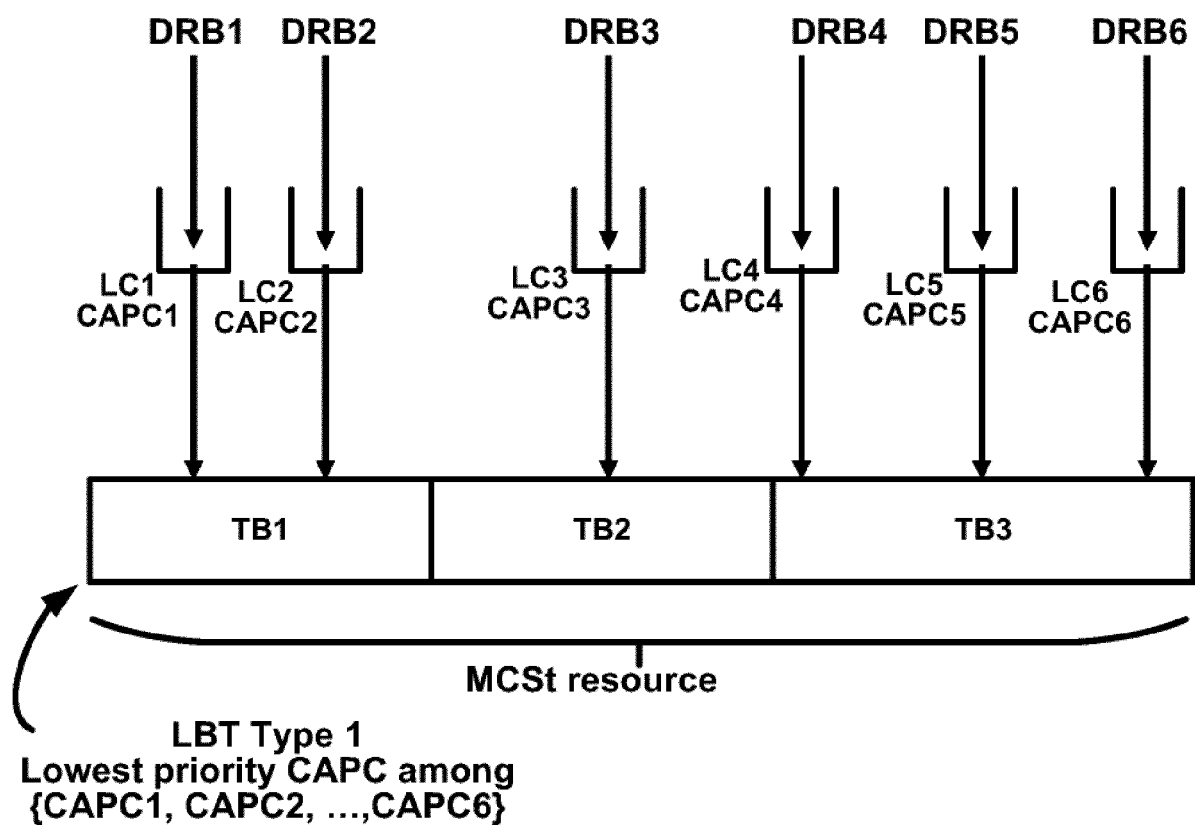 DRB1 DRB2 DRB3 DRB4 DRB5 DRB6
LC1 LC2 LC3 LC4 LC5 LC6
CAPC1 CAPC2 CAPC3 CAPC4 CAPC5 CAPC6
TB1 TB2 TB3
MCSt resource
LBT Type 1
Lowest priority CAPC among
{CAPC1, CAPC2, ...,CAPC6}